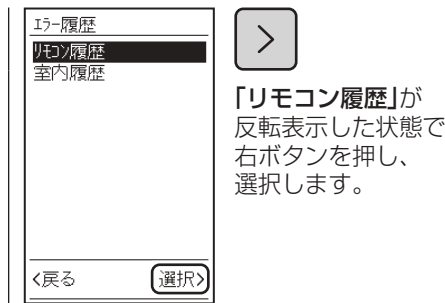 エラー履歴
リモコン履歴
室内履歴
<戻る 選択>
>
「リモコン履歴」が
反転表示した状態で
右ボタンを押し、
選択します。